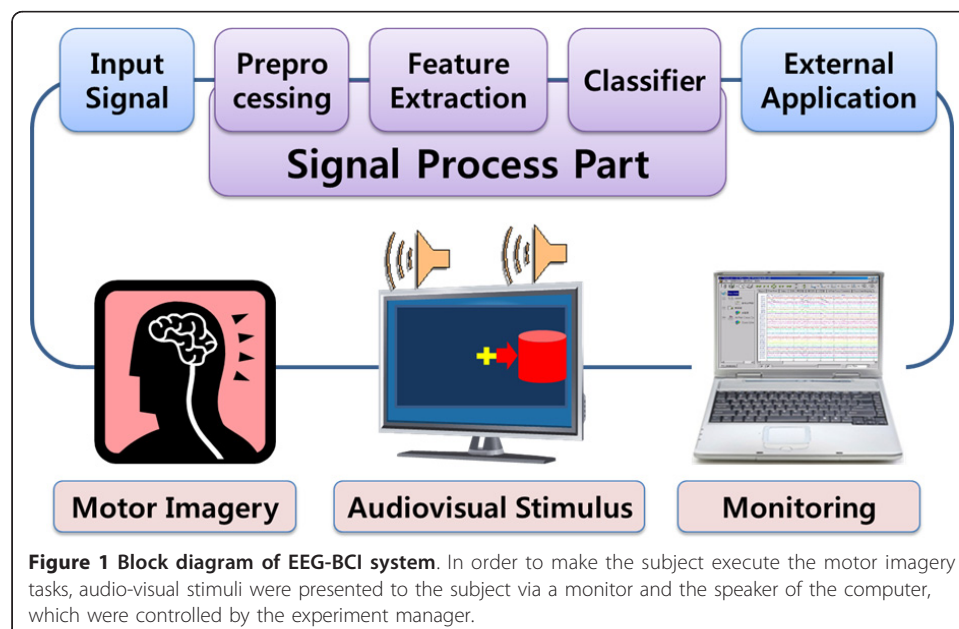 Input
Signal
Prepro
cessing
Feature
Extraction
Classifier
External
Application
Signal Process Part
Motor Imagery
Audiovisual Stimulus
Monitoring
Figure 1 Block diagram of EEG-BCI system. In order to make the subject execute the motor imagery
tasks, audio-visual stimuli were presented to the subject via a monitor and the speaker of the computer,
which were controlled by the experiment manager.